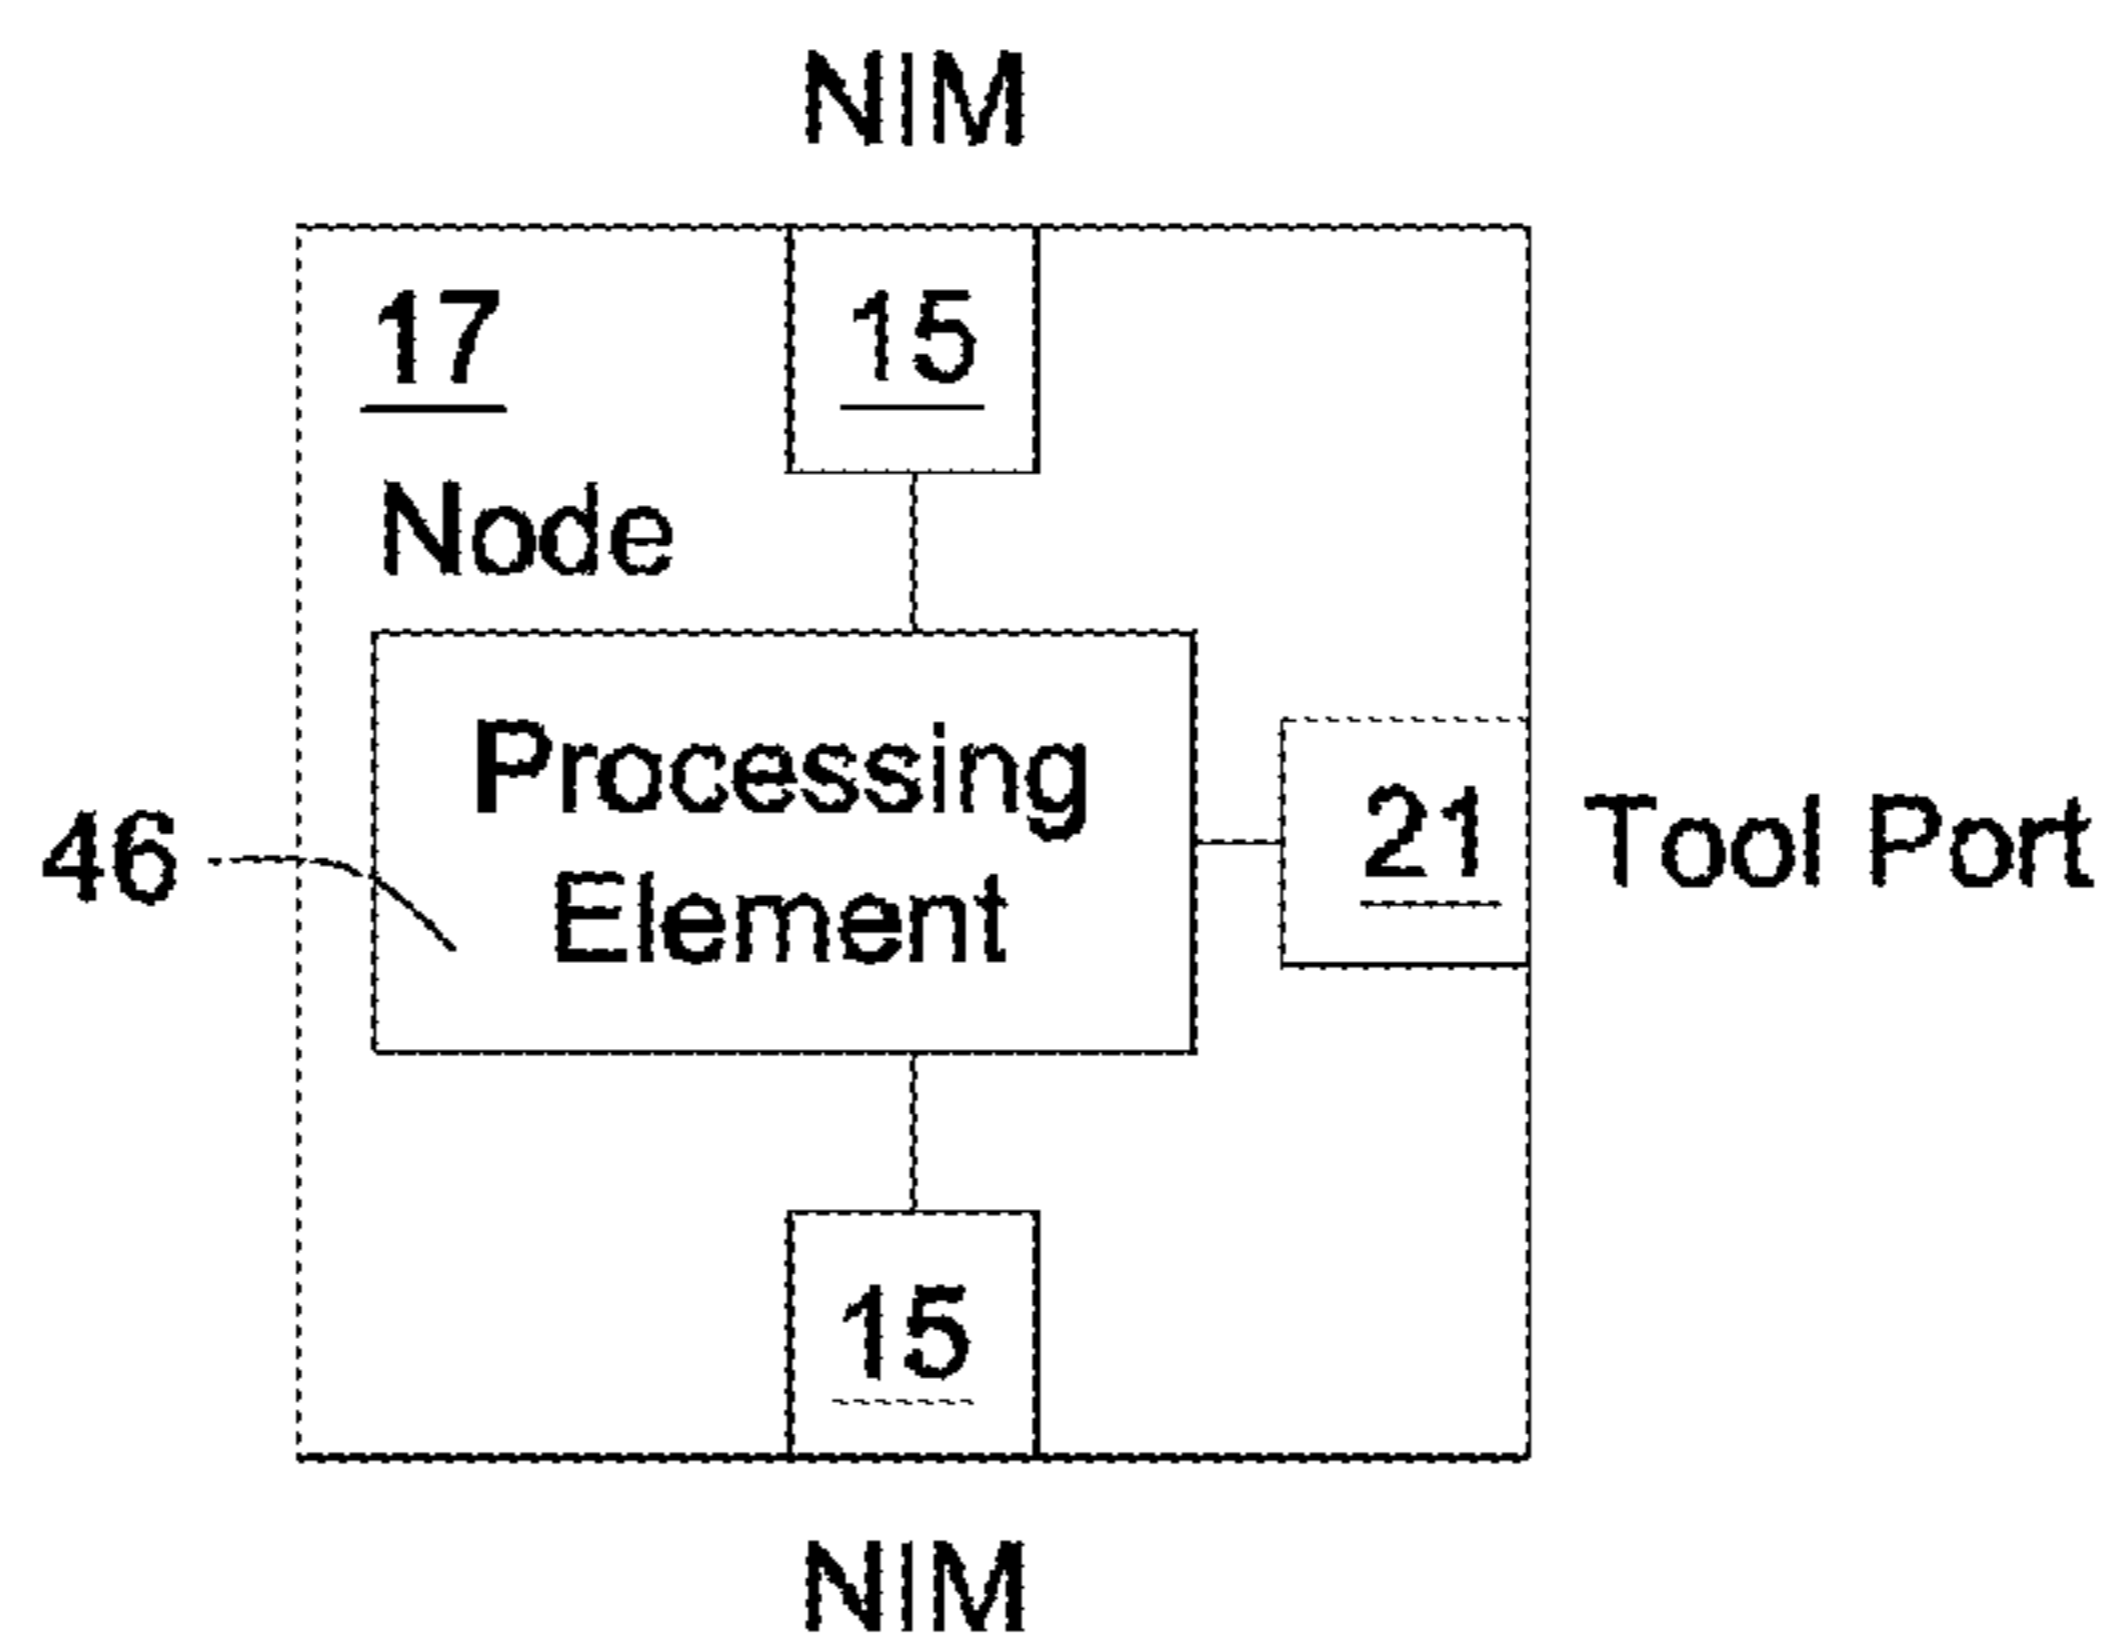 NIM
17
15
Node
Processing
Element
46
21
Tool Port
15
NIM